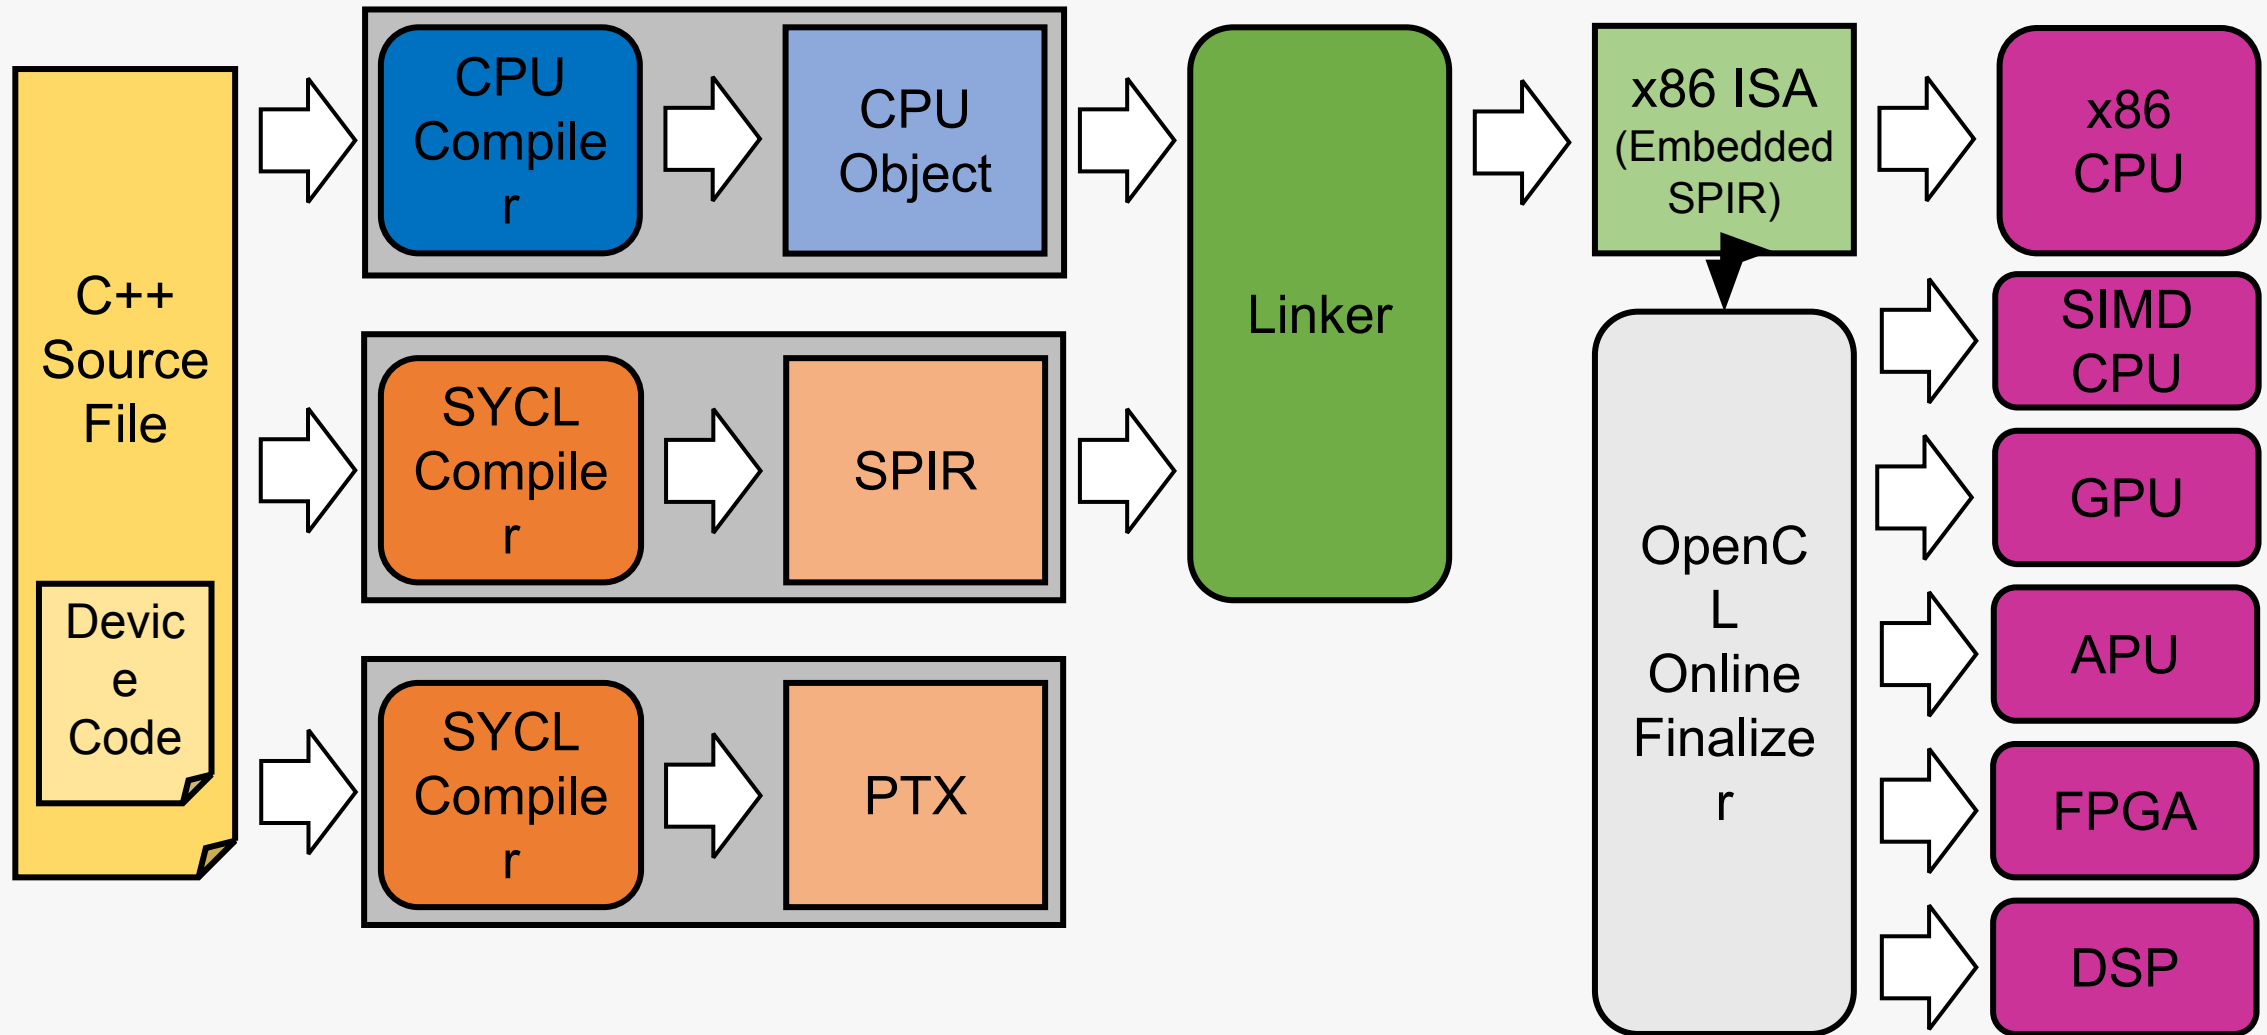 C++
Source
File
Devic
e
Code
CPU
Compile
r
CPU
Object
SYCL
Compile
r
SPIR
SYCL
Compile
r
PTX
Linker
x86 ISA
(Embedded
SPIR)
OpenC
L
Online
Finalize
r
x86
CPU
SIMD
CPU
GPU
APU
FPGA
DSP